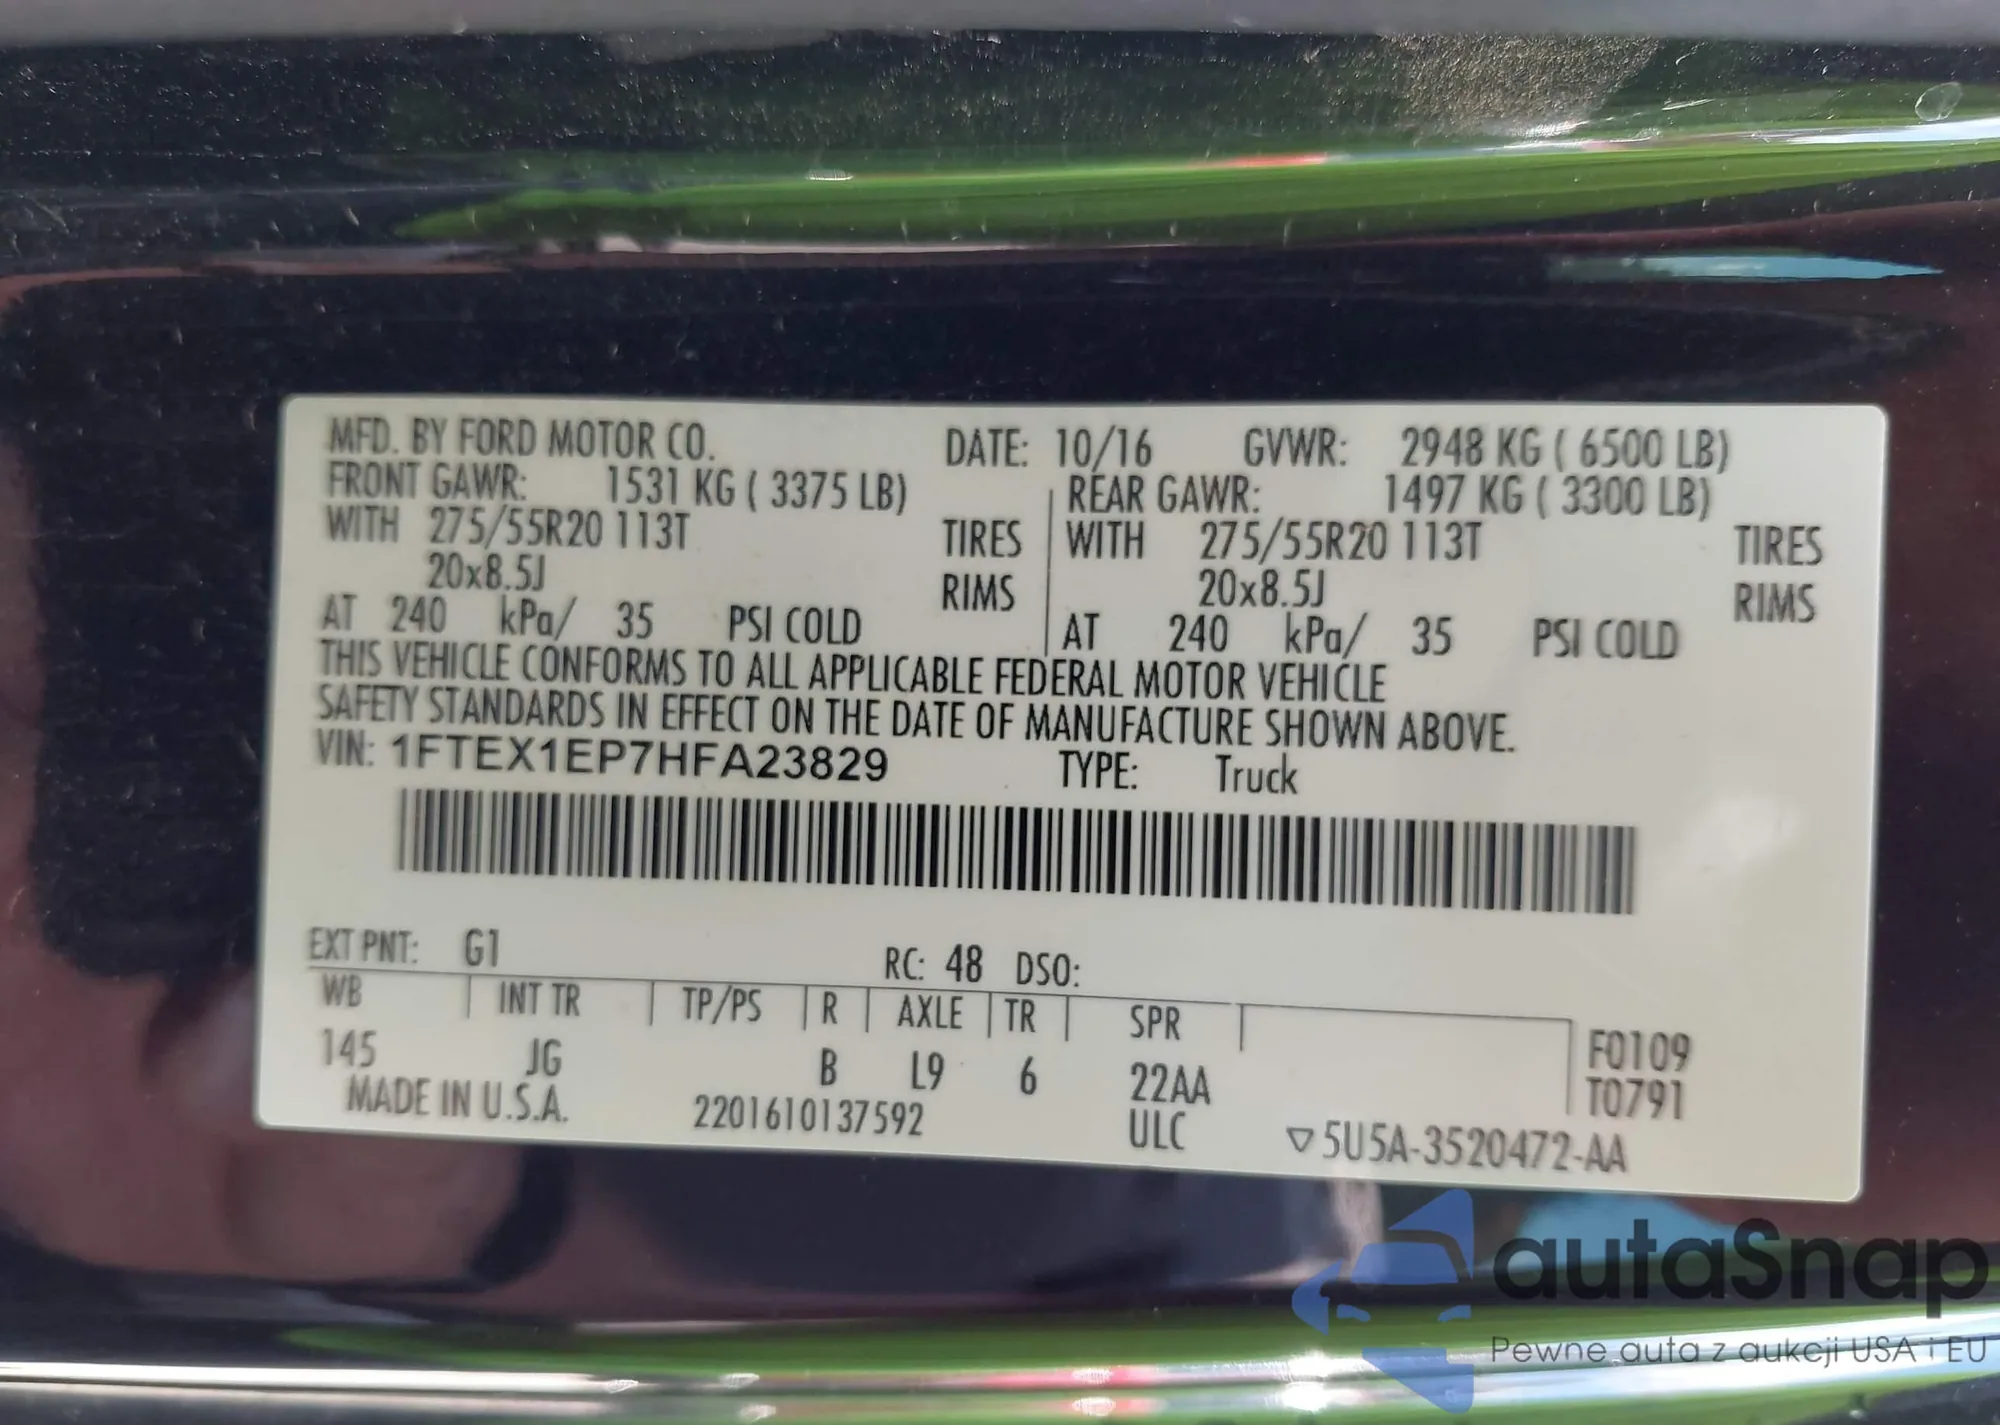 MFD. BY FORD MOTOR CO. DATE: 10/16 GVWR: 2948 KG ( 6500 LB)
FRONT GAWR: 1531 KG ( 3375 LB) REAR GAWR: 1497 KG ( 3300 LB)
WITH 275/55R20 113T TIRES WITH 275/55R20 113T TIRES
20x8.5J RIMS 20x8.5J RIMS
AT 240 kPa/ 35 PSI COLD AT 240 kPa/ 35 PSI COLD
THIS VEHICLE CONFORMS TO ALL APPLICABLE FEDERAL MOTOR VEHICLE
SAFETY STANDARDS IN EFFECT ON THE DATE OF MANUFACTURE SHOWN ABOVE.
VIN: 1FTEX1EP7HFA23829 TYPE: Truck
EXT PNT: G1 RC: 48 DSO:
WB INT TR TP/PS R AXLE TR SPR
145 JG B L9 6 22AA F0109
T0791
MADE IN U.S.A. 2201610137592 ULC ▽5U5A-3520472-AA
autaSnap
Pewne auta z aukcji USA i EU